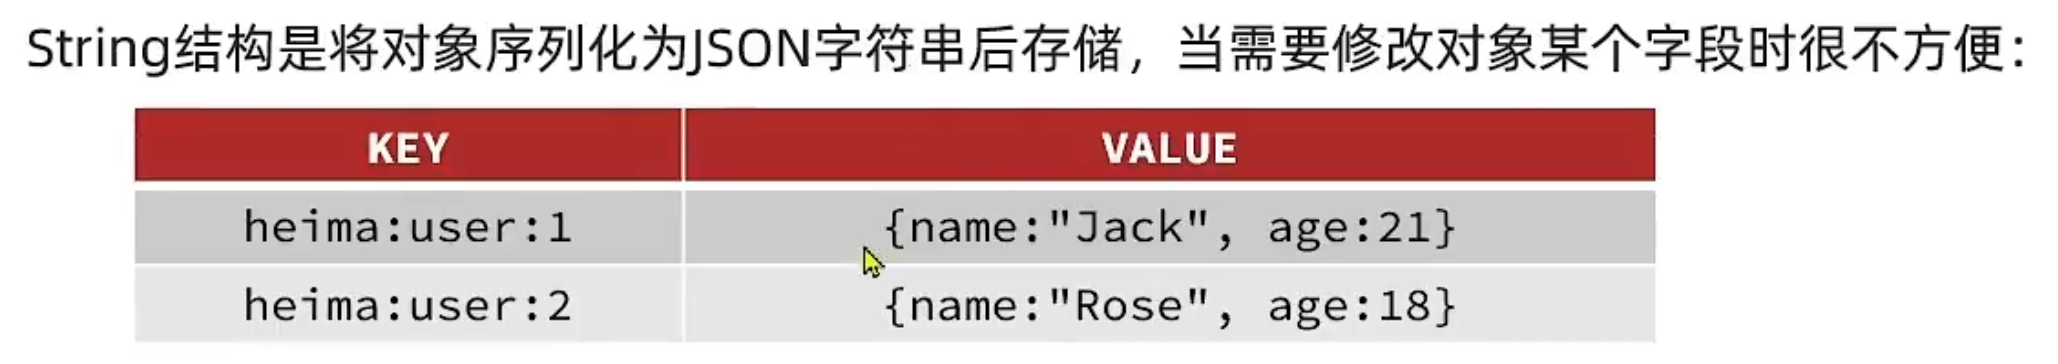 String结构是将对象序列化为JSON字符串后存储，当需要修改对象某个字段时很不方便：
KEY VALUE
heima:user:1 {name:"Jack", age:21}
heima:user:2 {name:"Rose", age:18}